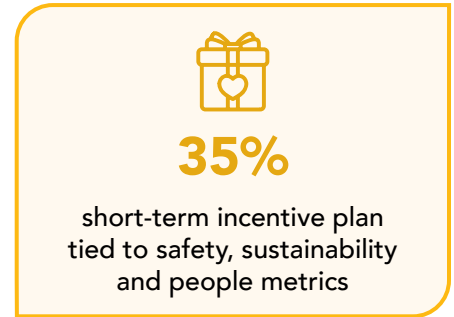 35%
short-term incentive plan
tied to safety, sustainability
and people metrics